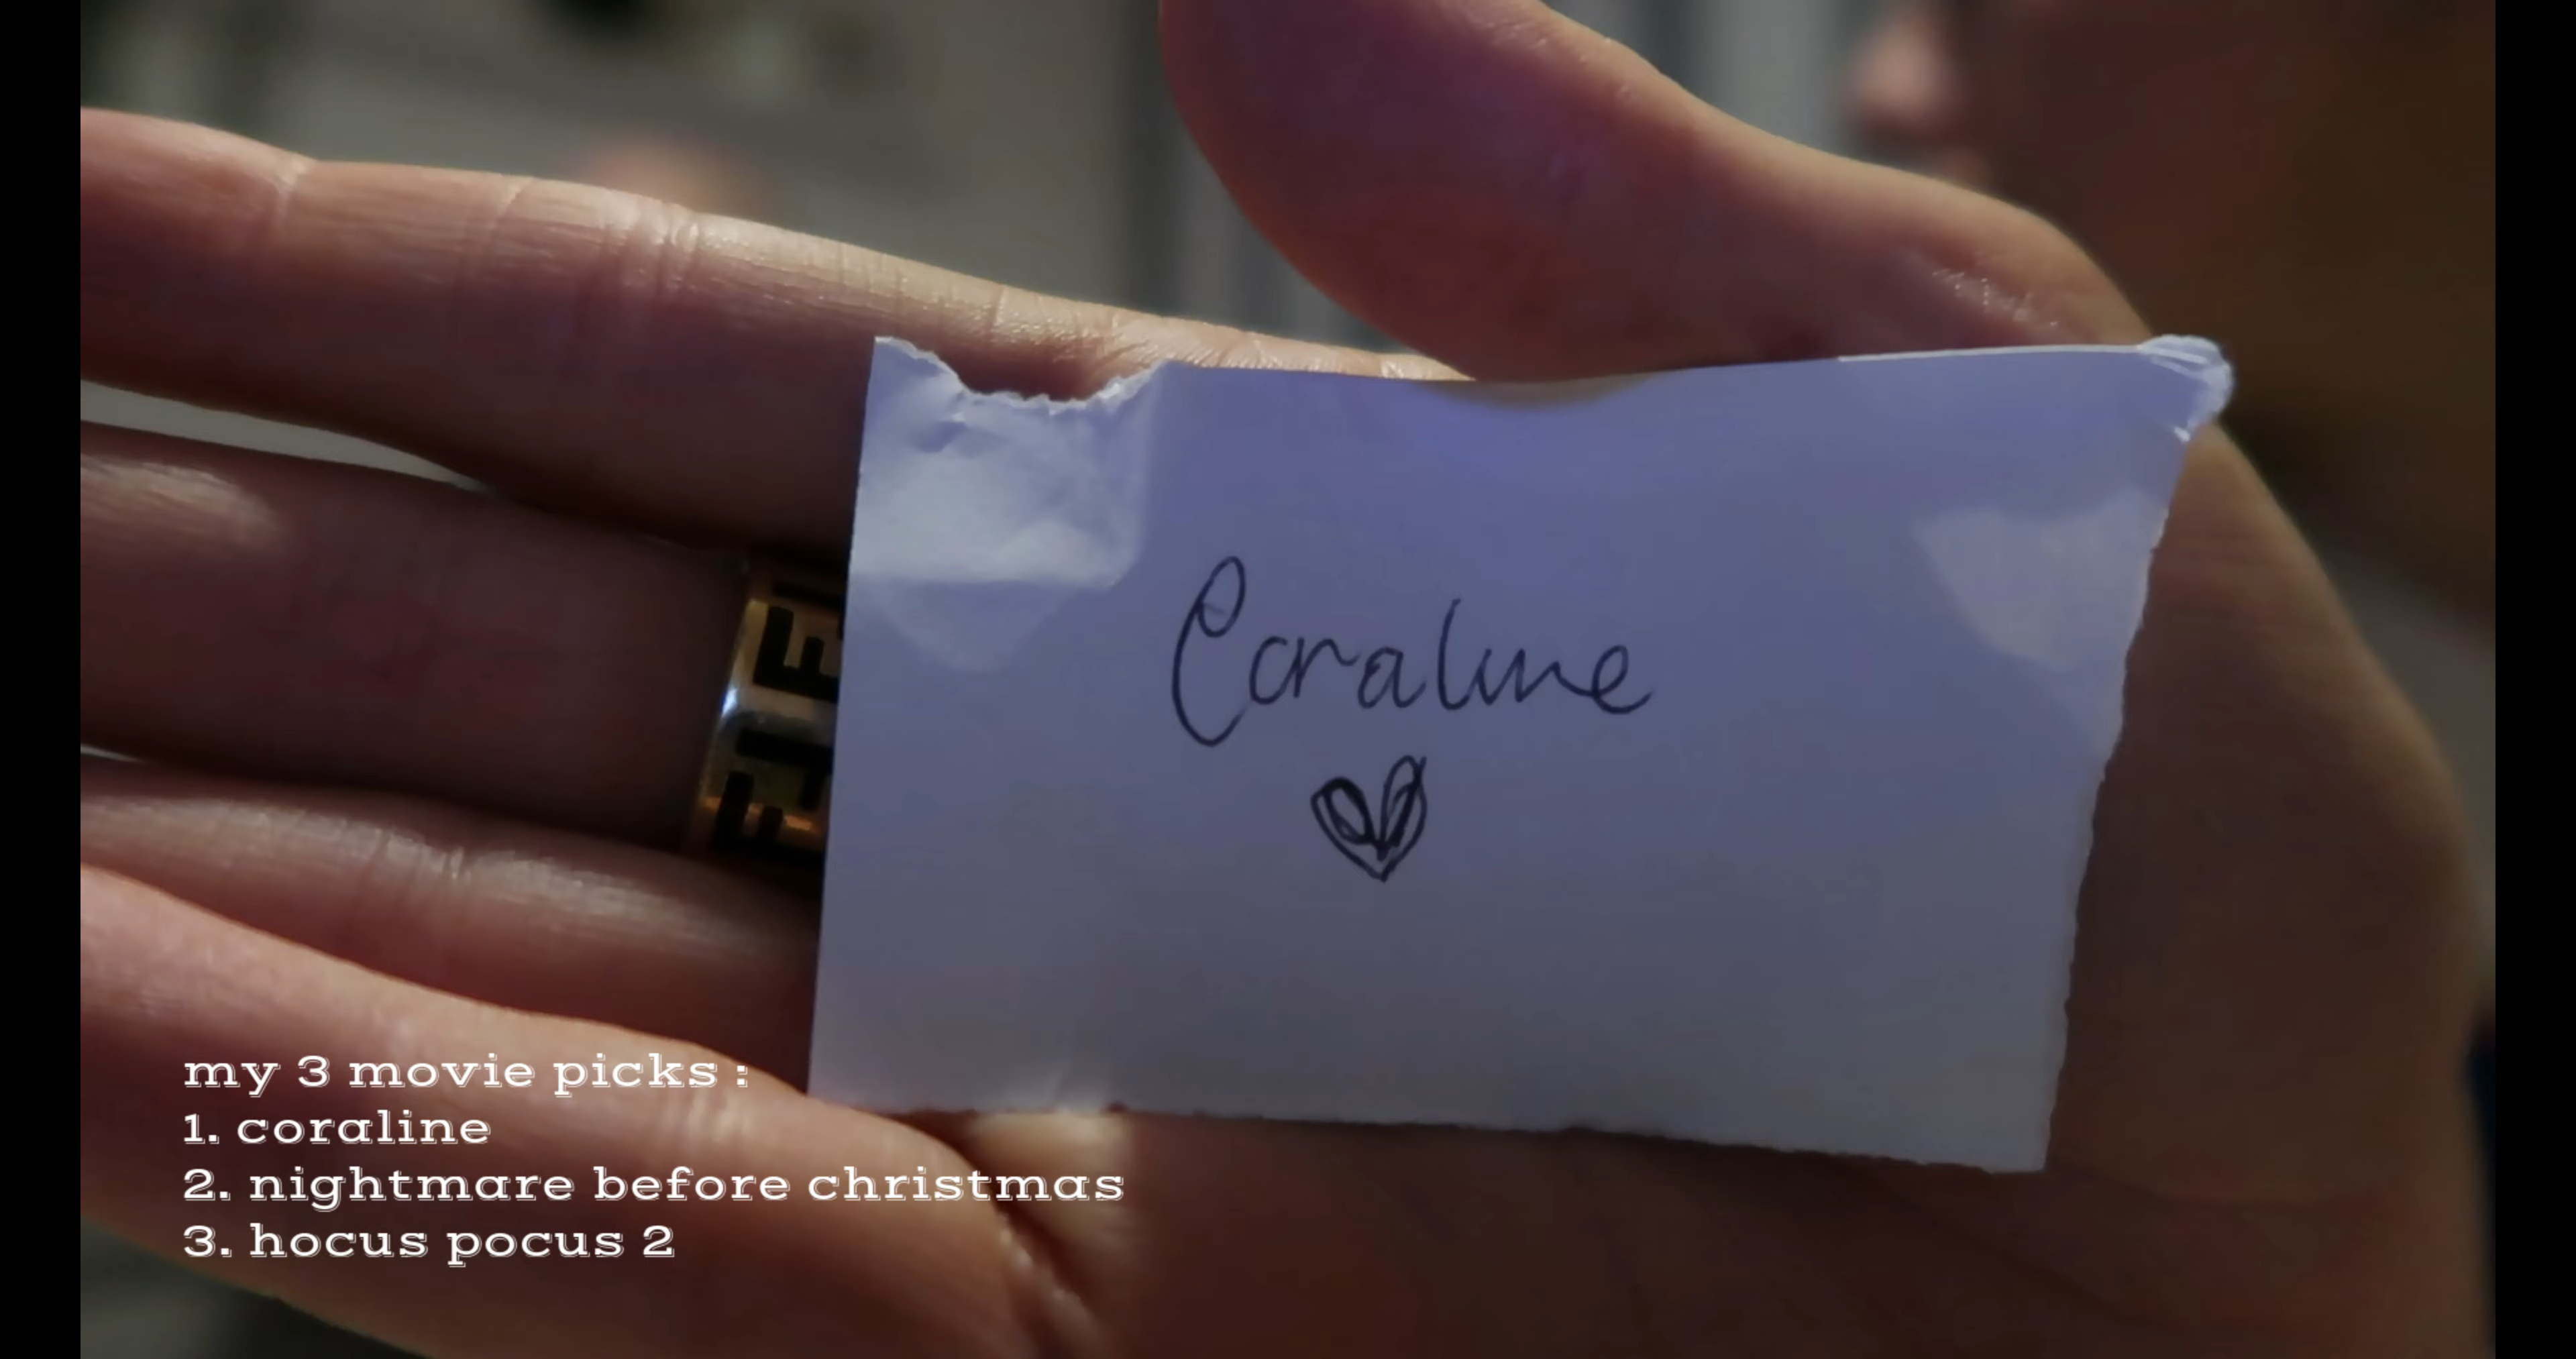 Coraline
my 3 movie picks :
1. coraline
2. nightmare before christmas
3. hocus pocus 2